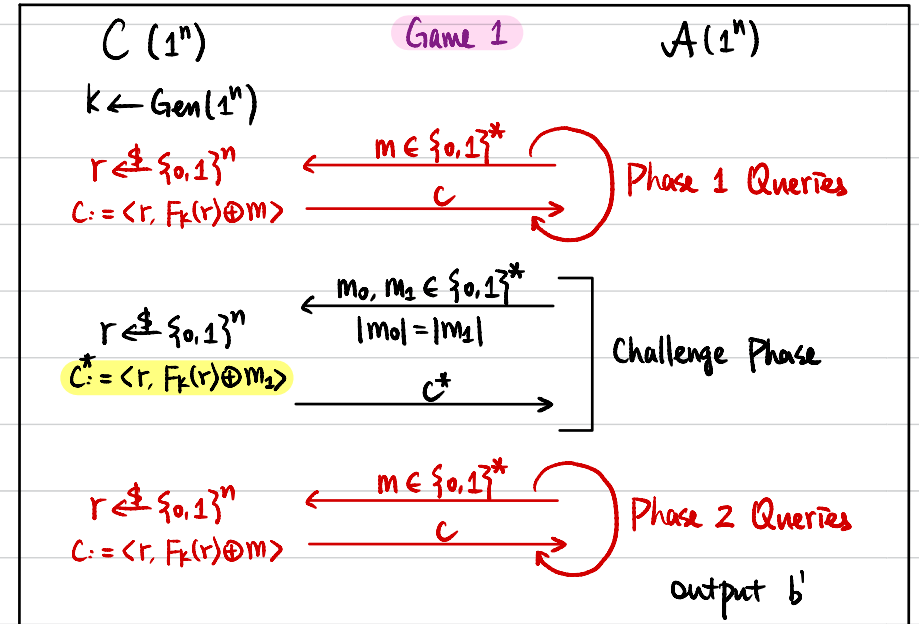 C (1ⁿ) Game 1 A(1ⁿ)
k ← Gen(1ⁿ)
m ∈ {0,1}*
r ←$ {0,1}ⁿ
Phase 1 Queries
C
C := <r, Fk(r)⊕m>
m₀, m₁ ∈ {0,1}*
r ←$ {0,1}ⁿ
|m₀| = |m₁|
Challenge Phase
C* := <r, Fk(r)⊕m₁>
C*
m ∈ {0,1}*
r ←$ {0,1}ⁿ
Phase 2 Queries
C
C := <r, Fk(r)⊕m>
output b'